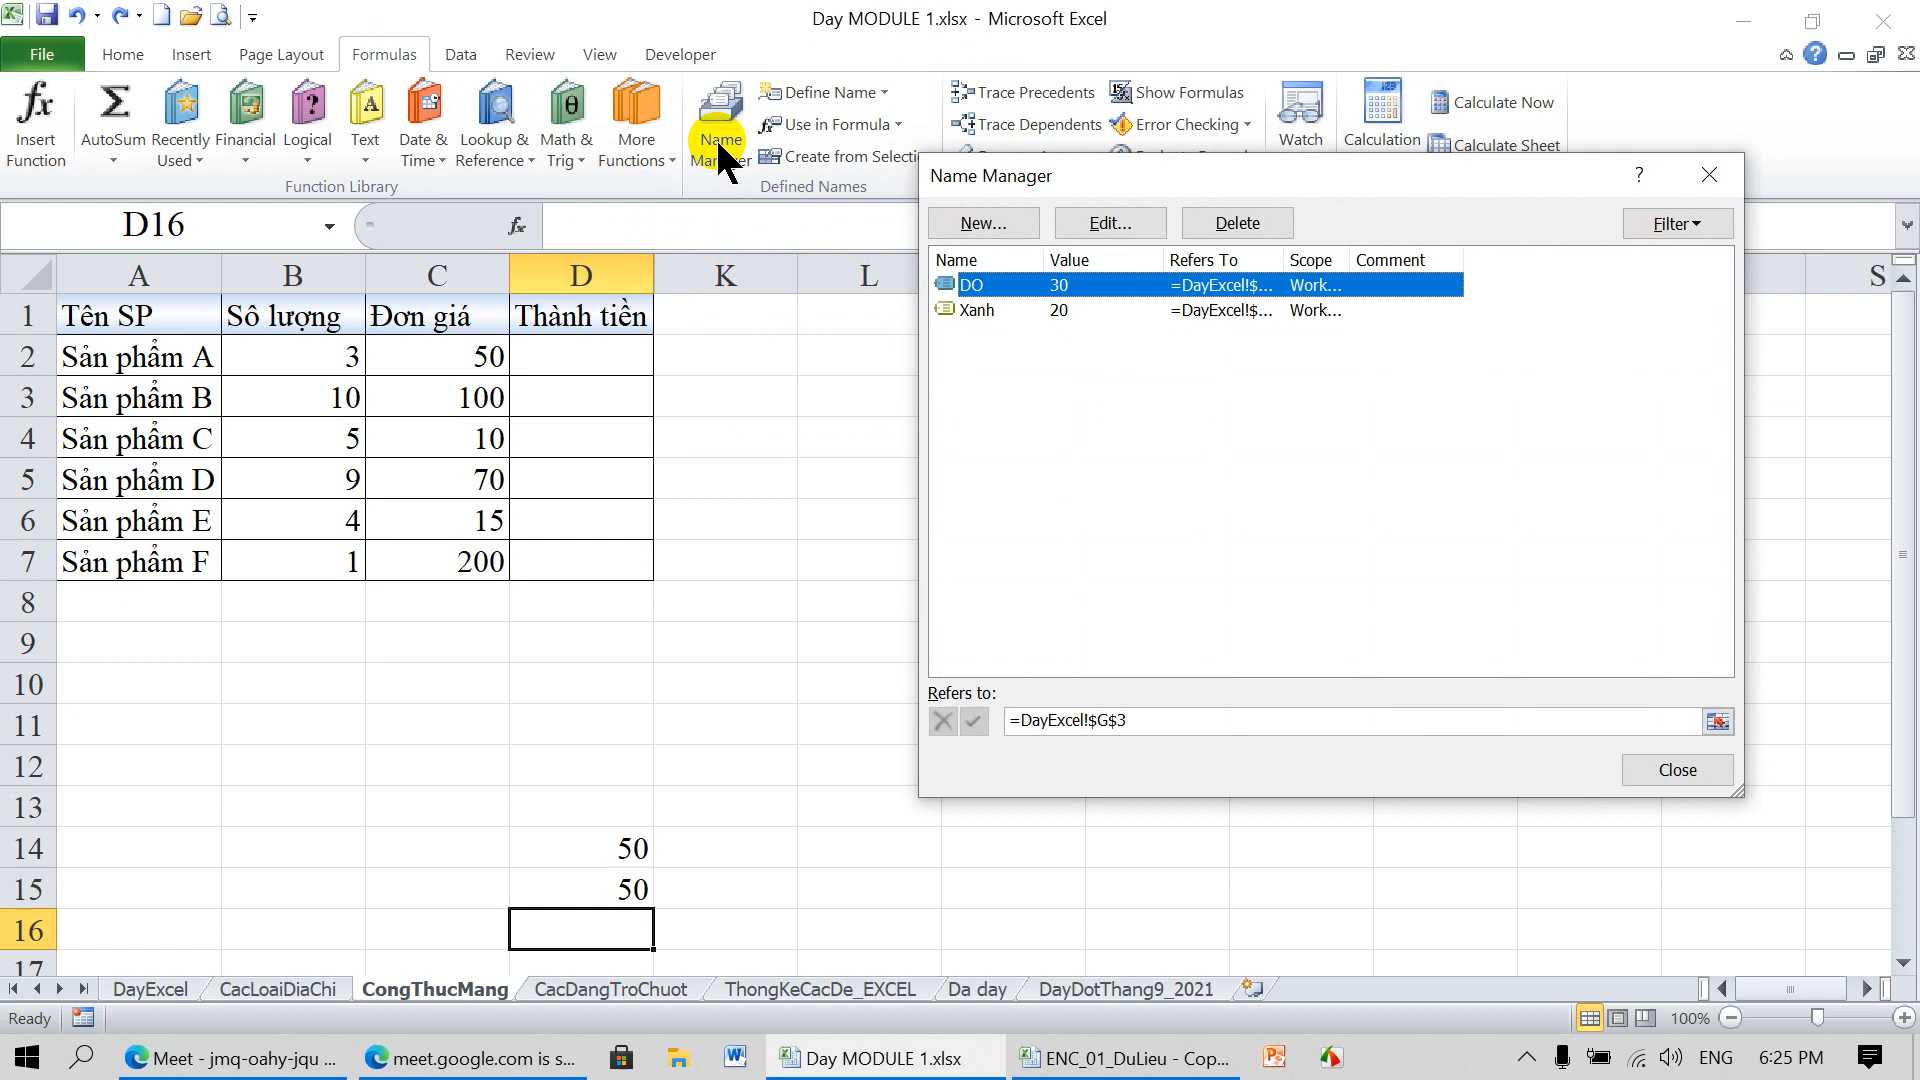 Day MODULE 1.xlsx - Microsoft Excel
File Home Insert Page Layout Formulas Data Review View Developer
Insert Function
AutoSum
Recently Used
Financial
Logical
Text
Date & Time
Lookup & Reference
Math & Trig
More Functions
Function Library
Name Manager
Define Name
Use in Formula
Create from Selection
Defined Names
Trace Precedents
Trace Dependents
Show Formulas
Error Checking
Watch
Calculation
Calculate Now
Calculate Sheet
D16
fx
A B C D K L S
1 Tên SP Số lượng Đơn giá Thành tiền
2 Sản phẩm A 3 50
3 Sản phẩm B 10 100
4 Sản phẩm C 5 10
5 Sản phẩm D 9 70
6 Sản phẩm E 4 15
7 Sản phẩm F 1 200
8
9
10
11
12
13
14 50
15 50
16
17
Name Manager ?
New... Edit... Delete Filter
Name Value Refers To Scope Comment
DO 30 =DayExcel!$... Work...
Xanh 20 =DayExcel!$... Work...
Refers to:
=DayExcel!$G$3
Close
DayExcel CacLoaiDiaChi CongThucMang CacDangTroChuot ThongKeCacDe_EXCEL Da day DayDotThang9_2021
Ready 100%
Meet - jmq-oahy-jqu ... meet.google.com is s... Day MODULE 1.xlsx ENC_01_DuLieu - Cop... ENG 6:25 PM